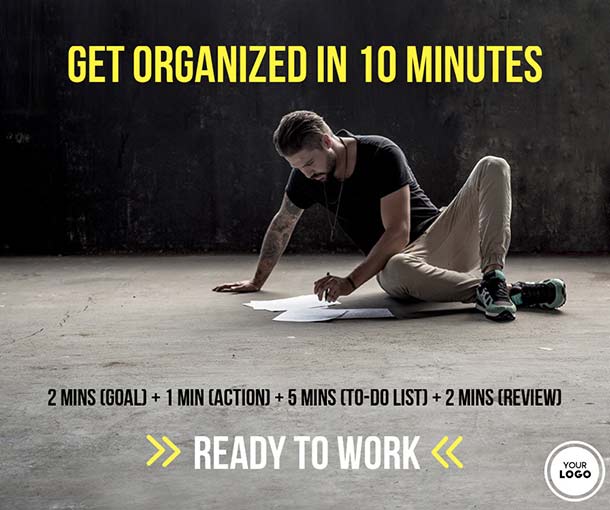 GET ORGANIZED IN 10 MINUTES
2 MINS (GOAL) + 1 MIN (ACTION) + 5 MINS (TO-DO LIST) + 2 MINS (REVIEW)
>> READY TO WORK <<
YOUR
LOGO